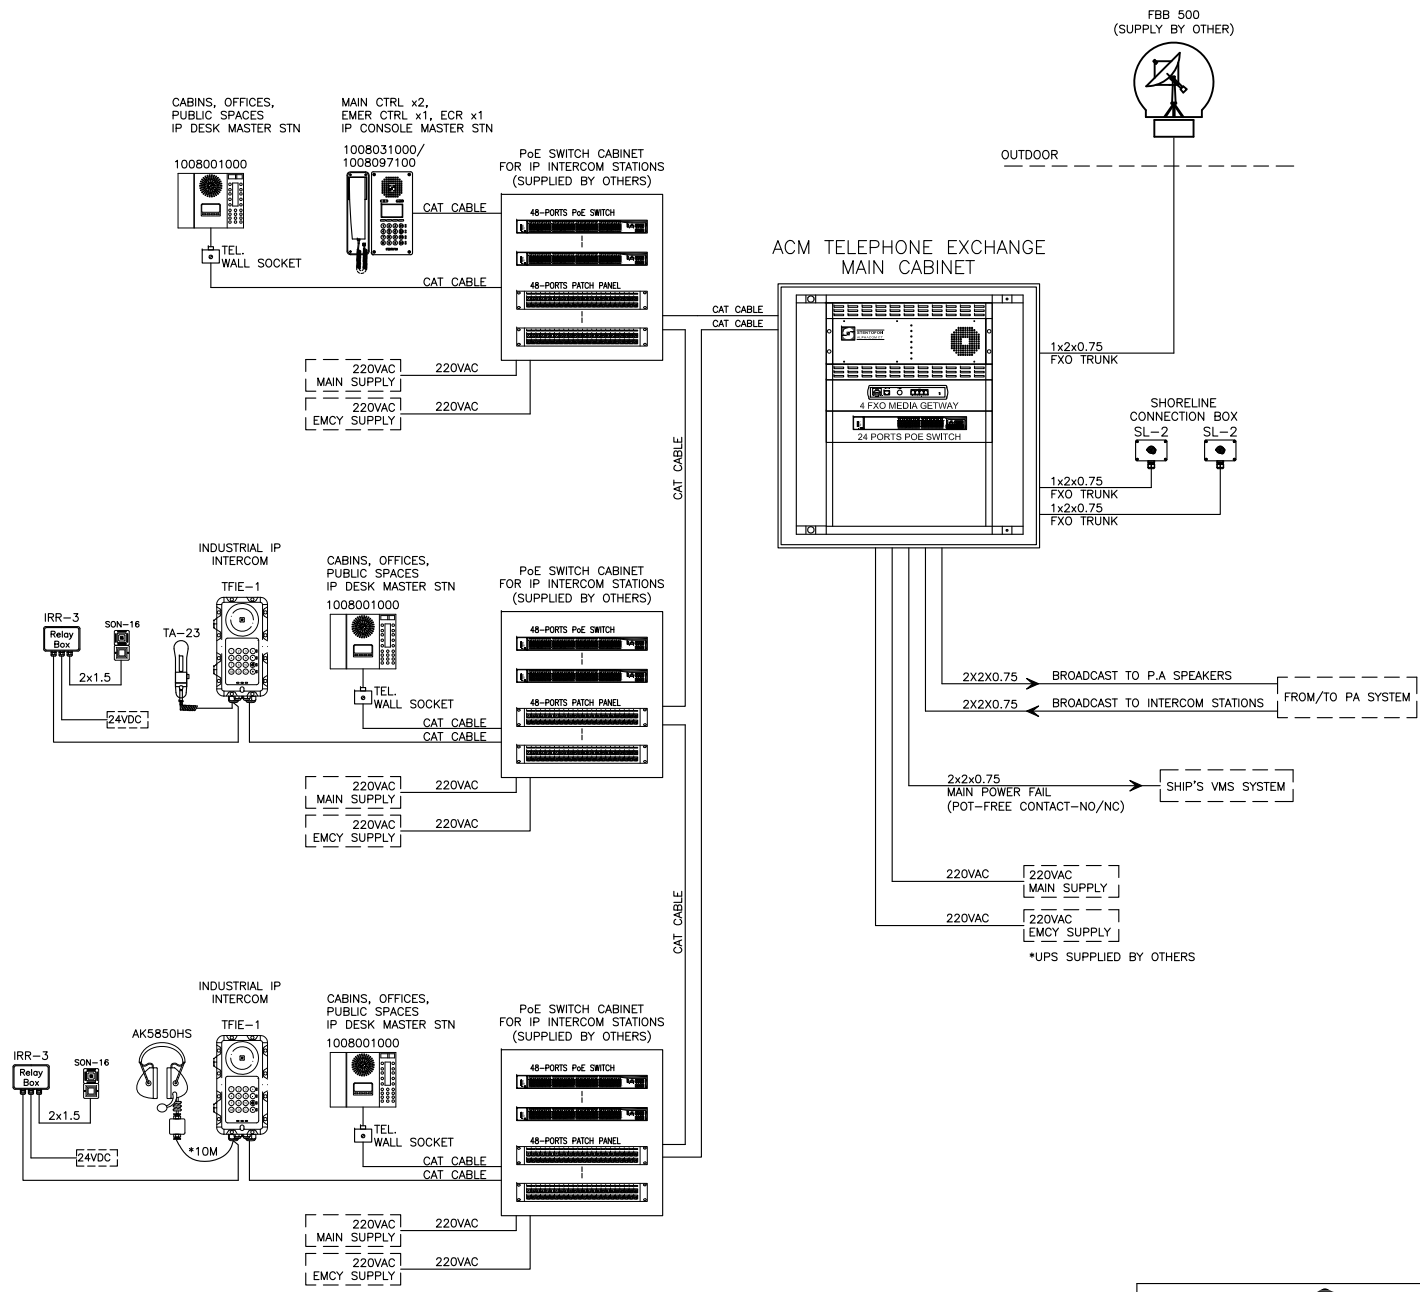 FBB 500
(SUPPLY BY OTHER)
OUTDOOR
CABINS, OFFICES,
PUBLIC SPACES
IP DESK MASTER STN
1008001000
TEL.
WALL SOCKET
MAIN CTRL x2,
EMER CTRL x1, ECR x1
IP CONSOLE MASTER STN
1008031000/
1008097100
CAT CABLE
CAT CABLE
PoE SWITCH CABINET
FOR IP INTERCOM STATIONS
(SUPPLIED BY OTHERS)
48-PORTS PoE SWITCH
48-PORTS PATCH PANEL
220VAC
MAIN SUPPLY
220VAC
220VAC
EMCY SUPPLY
220VAC
CAT CABLE
CAT CABLE
CAT CABLE
ACM TELEPHONE EXCHANGE
MAIN CABINET
STENTOFON
4 FXO MEDIA GETWAY
24 PORTS POE SWITCH
1x2x0.75
FXO TRUNK
SHORELINE
CONNECTION BOX
SL-2
SL-2
1x2x0.75
FXO TRUNK
1x2x0.75
FXO TRUNK
INDUSTRIAL IP
INTERCOM
TFIE-1
IRR-3
Relay
Box
SON-16
TA-23
2x1.5
24VDC
CABINS, OFFICES,
PUBLIC SPACES
IP DESK MASTER STN
1008001000
TEL.
WALL SOCKET
CAT CABLE
CAT CABLE
PoE SWITCH CABINET
FOR IP INTERCOM STATIONS
(SUPPLIED BY OTHERS)
48-PORTS PoE SWITCH
48-PORTS PATCH PANEL
220VAC
MAIN SUPPLY
220VAC
220VAC
EMCY SUPPLY
220VAC
2X2X0.75
BROADCAST TO P.A SPEAKERS
2X2X0.75
BROADCAST TO INTERCOM STATIONS
FROM/TO PA SYSTEM
2x2x0.75
MAIN POWER FAIL
(POT-FREE CONTACT-NO/NC)
SHIP'S VMS SYSTEM
220VAC
220VAC
MAIN SUPPLY
220VAC
220VAC
EMCY SUPPLY
*UPS SUPPLIED BY OTHERS
CAT CABLE
INDUSTRIAL IP
INTERCOM
TFIE-1
AK5850HS
IRR-3
Relay
Box
SON-16
2x1.5
24VDC
*10M
CABINS, OFFICES,
PUBLIC SPACES
IP DESK MASTER STN
1008001000
TEL.
WALL SOCKET
CAT CABLE
CAT CABLE
PoE SWITCH CABINET
FOR IP INTERCOM STATIONS
(SUPPLIED BY OTHERS)
48-PORTS PoE SWITCH
48-PORTS PATCH PANEL
220VAC
MAIN SUPPLY
220VAC
220VAC
EMCY SUPPLY
220VAC